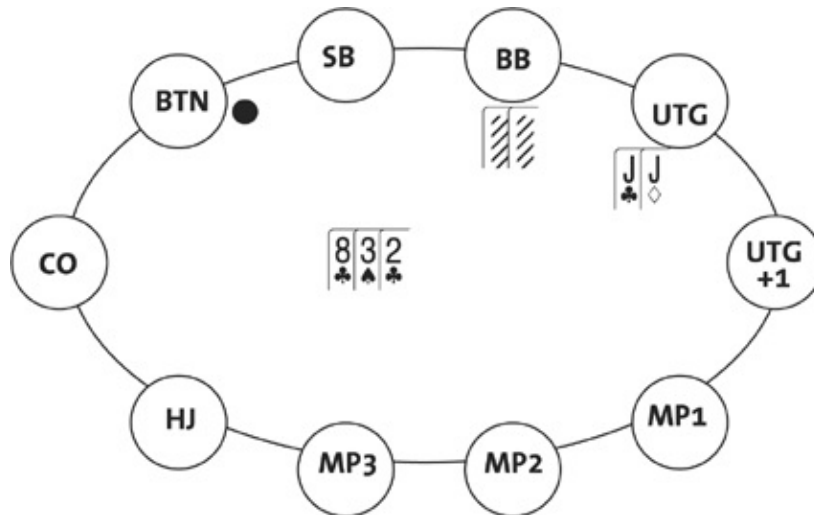 SB
BB
BTN
UTG
J♣ J♢
8♣ 3♠ 2♣
CO
UTG
+1
HJ
MP1
MP3
MP2